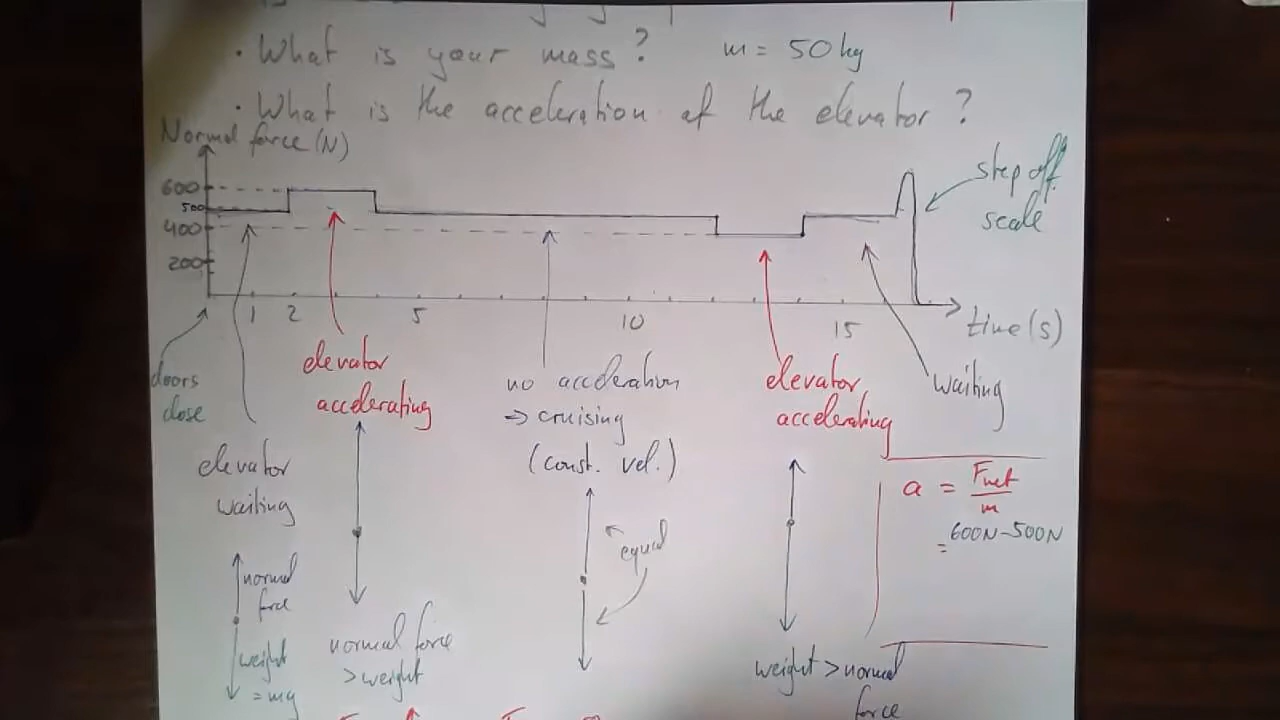 • What is your mass? m = 50 kg
• What is the acceleration of the elevator?
Normal force (N)
600
500
400
200
1 2 5 10 15
time (s)
step off
scale
doors
close
elevator
waiting
elevator
accelerating
no acceleration
⇒ cruising
(const. vel.)
elevator
accelerating
waiting
normal
force
weight
= mg
normal force
> weight
equal
weight > normal
force
a = Fnet/m
= 600N - 500N